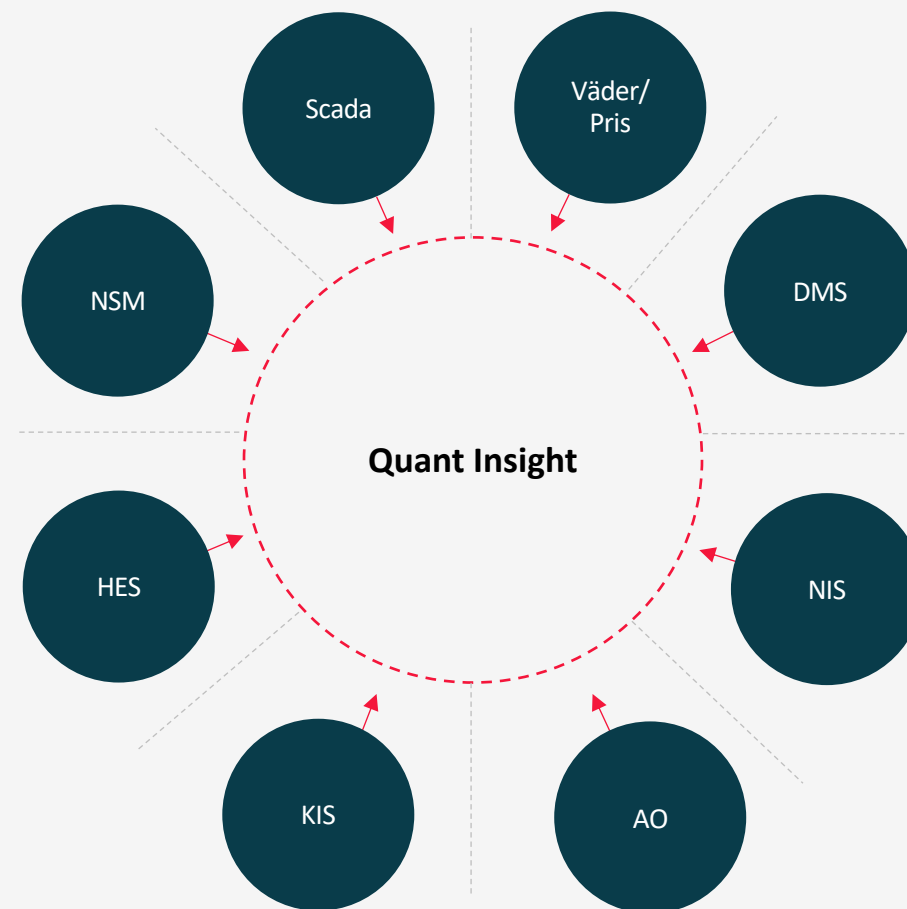 Scada
Väder/
Pris
NSM
DMS
Quant Insight
HES
NIS
KIS
AO